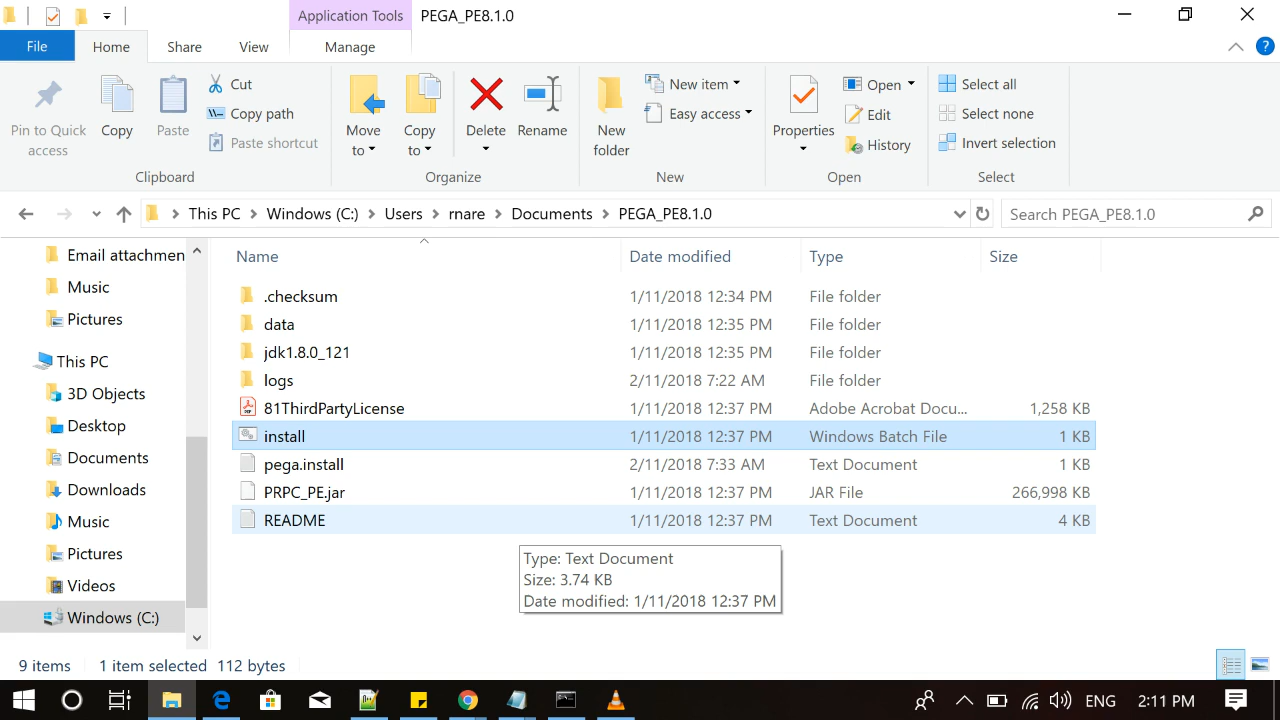 Application Tools PEGA_PE8.1.0
File Home Share View Manage
Pin to Quick access
Copy
Paste
Cut
Copy path
Paste shortcut
Clipboard
Move to
Copy to
Delete
Rename
Organize
New folder
New item
Easy access
New
Properties
Open
Edit
History
Open
Select all
Select none
Invert selection
Select
This PC Windows (C:) Users rnare Documents PEGA_PE8.1.0 Search PEGA_PE8.1.0
Email attachmen
Music
Pictures
This PC
3D Objects
Desktop
Documents
Downloads
Music
Pictures
Videos
Windows (C:)
Name Date modified Type Size
.checksum 1/11/2018 12:34 PM File folder
data 1/11/2018 12:35 PM File folder
jdk1.8.0_121 1/11/2018 12:35 PM File folder
logs 2/11/2018 7:22 AM File folder
81ThirdPartyLicense 1/11/2018 12:37 PM Adobe Acrobat Docu... 1,258 KB
install 1/11/2018 12:37 PM Windows Batch File 1 KB
pega.install 2/11/2018 7:33 AM Text Document 1 KB
PRPC_PE.jar 1/11/2018 12:37 PM JAR File 266,998 KB
README 1/11/2018 12:37 PM Text Document 4 KB
Type: Text Document
Size: 3.74 KB
Date modified: 1/11/2018 12:37 PM
9 items 1 item selected 112 bytes
ENG 2:11 PM